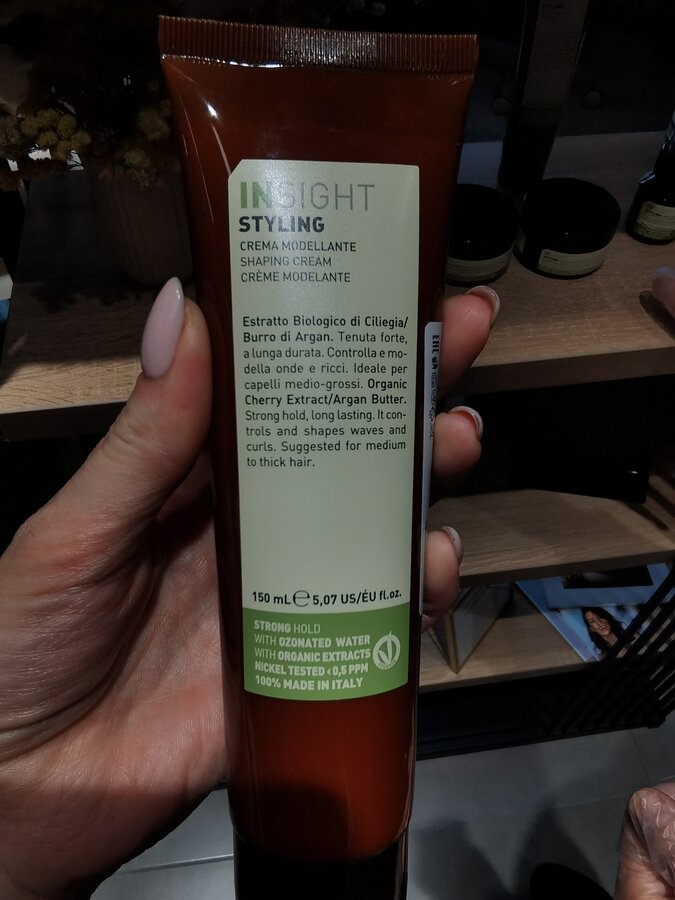 INSIGHT
STYLING
CREMA MODELLANTE
SHAPING CREAM
CRÈME MODELANTE
Estratto Biologico di Ciliegia/
Burro di Argan. Tenuta forte,
a lunga durata. Controlla e mo-
della onde e ricci. Ideale per
capelli medio-grossi. Organic
Cherry Extract/Argan Butter.
Strong hold, long lasting. It con-
trols and shapes waves and
curls. Suggested for medium
to thick hair.
150 mL℮5,07 US/ÉU fl.oz.
STRONG HOLD
WITH OZONATED WATER
WITH ORGANIC EXTRACTS
NICKEL TESTED <0,5 PPM
100% MADE IN ITALY